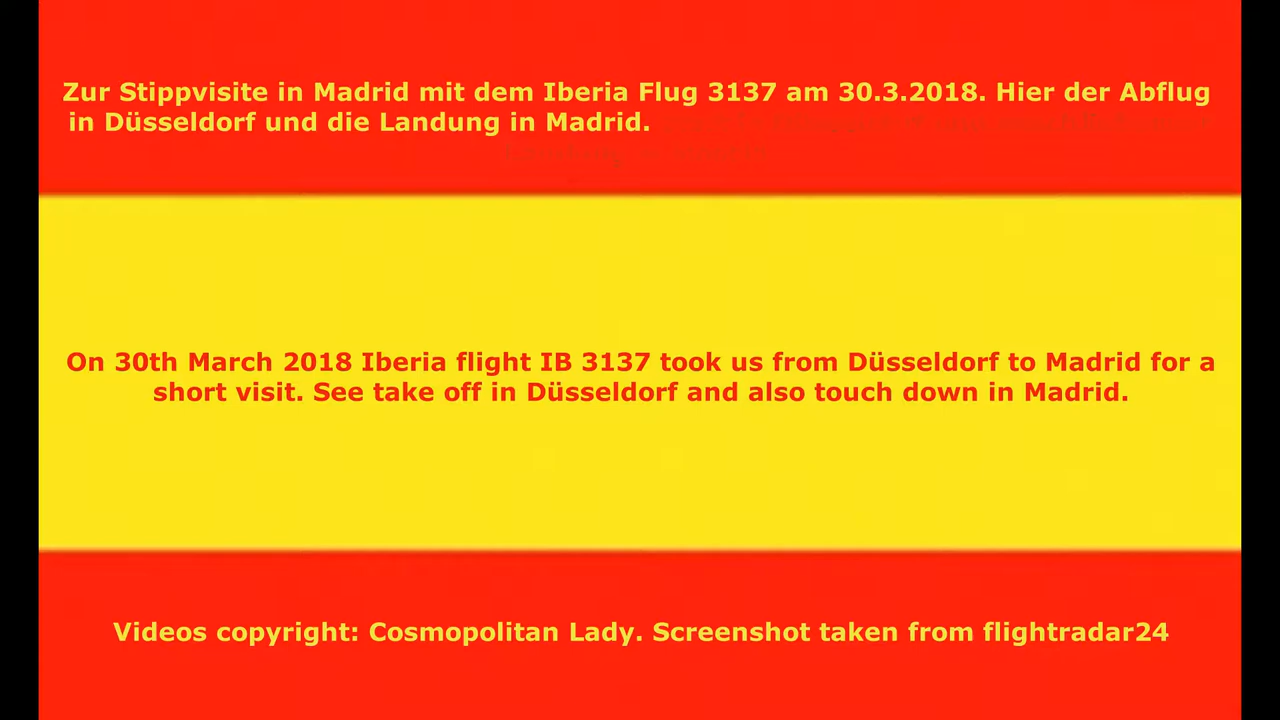 Zur Stippvisite in Madrid mit dem Iberia Flug 3137 am 30.3.2018. Hier der Abflug
in Düsseldorf und die Landung in Madrid.
On 30th March 2018 Iberia flight IB 3137 took us from Düsseldorf to Madrid for a
short visit. See take off in Düsseldorf and also touch down in Madrid.
Videos copyright: Cosmopolitan Lady. Screenshot taken from flightradar24